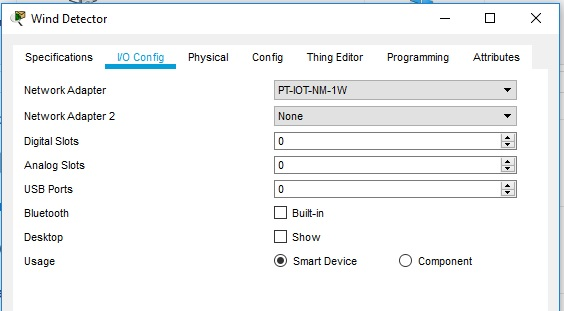 Wind Detector
Specifications I/O Config Physical Config Thing Editor Programming Attributes
Network Adapter PT-IOT-NM-1W
Network Adapter 2 None
Digital Slots 0
Analog Slots 0
USB Ports 0
Bluetooth Built-in
Desktop Show
Usage Smart Device Component